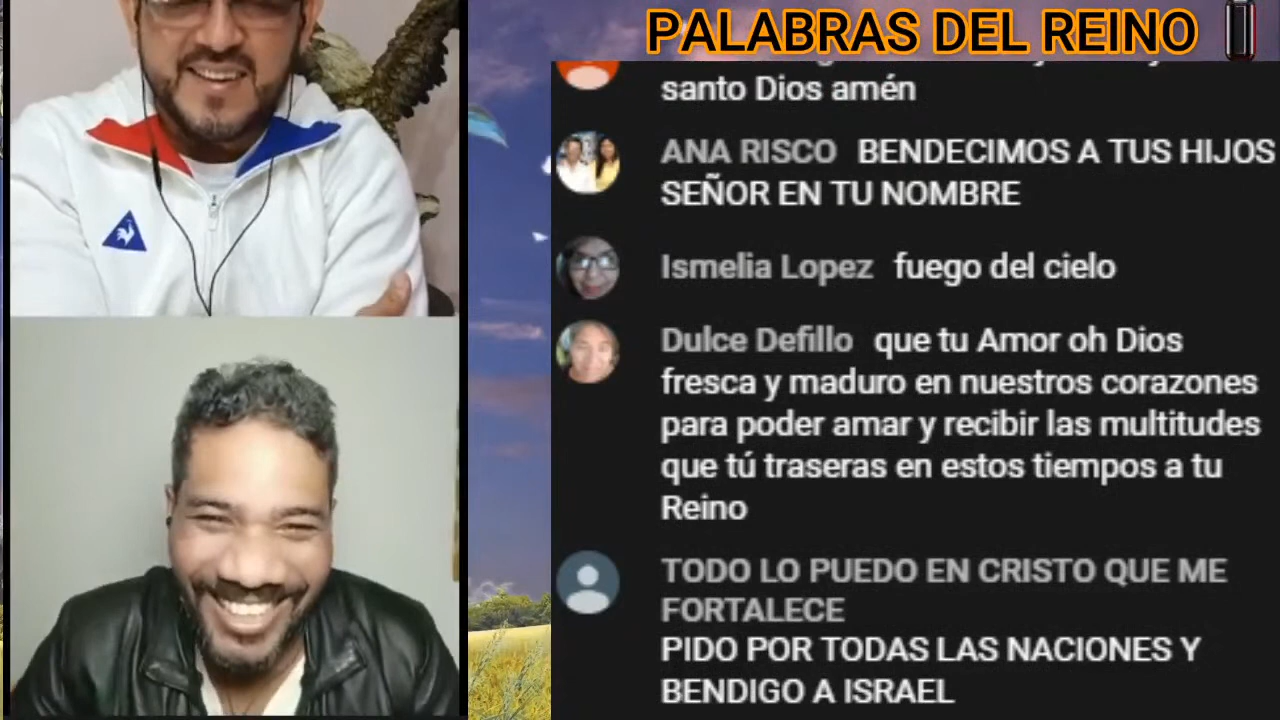 PALABRAS DEL REINO
santo Dios amén
ANA RISCO BENDECIMOS A TUS HIJOS
SEÑOR EN TU NOMBRE
Ismelia Lopez fuego del cielo
Dulce Defillo que tu Amor oh Dios
fresca y maduro en nuestros corazones
para poder amar y recibir las multitudes
que tú traseras en estos tiempos a tu
Reino
TODO LO PUEDO EN CRISTO QUE ME
FORTALECE
PIDO POR TODAS LAS NACIONES Y
BENDIGO A ISRAEL